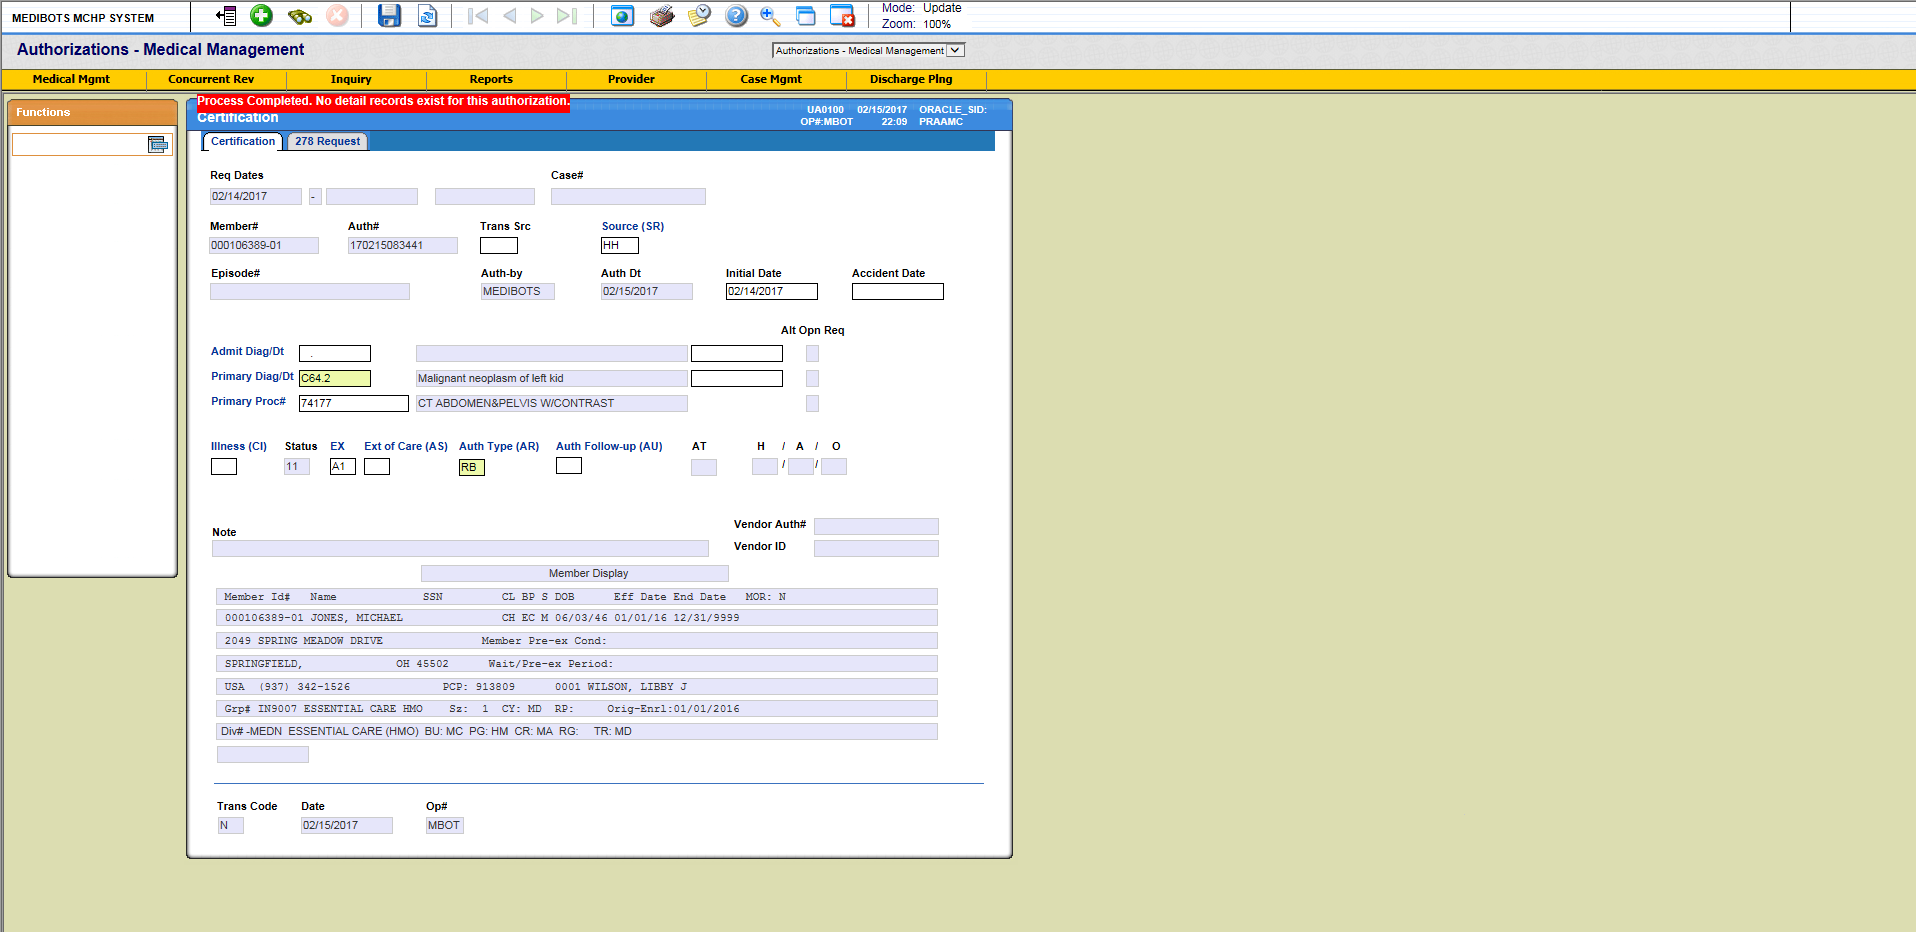 MEDIBOTS MCHP SYSTEM
Mode: Update
Zoom: 100%
Authorizations - Medical Management
Authorizations - Medical Management
Medical Mgmt Concurrent Rev Inquiry Reports Provider Case Mgmt Discharge Plng
Functions
Process Completed. No detail records exist for this authorization.
Certification
UA0100 02/15/2017 ORACLE_SID:
OP#:MBOT 22:09 PRAAMC
Certification 278 Request
Req Dates Case#
02/14/2017 -
Member# Auth# Trans Src Source (SR)
000106389-01 170215083441 HH
Episode# Auth-by Auth Dt Initial Date Accident Date
MEDIBOTS 02/15/2017 02/14/2017
Alt Opn Req
Admit Diag/Dt .
Primary Diag/Dt C64.2 Malignant neoplasm of left kid
Primary Proc# 74177 CT ABDOMEN&PELVIS W/CONTRAST
Illness (CI) Status EX Ext of Care (AS) Auth Type (AR) Auth Follow-up (AU) AT H / A / O
11 A1 RB / /
Vendor Auth#
Note
Vendor ID
Member Display
Member Id# Name SSN CL BP S DOB Eff Date End Date MOR: N
000106389-01 JONES, MICHAEL CH EC M 06/03/46 01/01/16 12/31/9999
2049 SPRING MEADOW DRIVE Member Pre-ex Cond:
SPRINGFIELD, OH 45502 Wait/Pre-ex Period:
USA (937) 342-1526 PCP: 913809 0001 WILSON, LIBBY J
Grp# IN9007 ESSENTIAL CARE HMO Sz: 1 CY: MD RP: Orig-Enrl:01/01/2016
Div# -MEDN ESSENTIAL CARE (HMO) BU: MC PG: HM CR: MA RG: TR: MD
Trans Code Date Op#
N 02/15/2017 MBOT